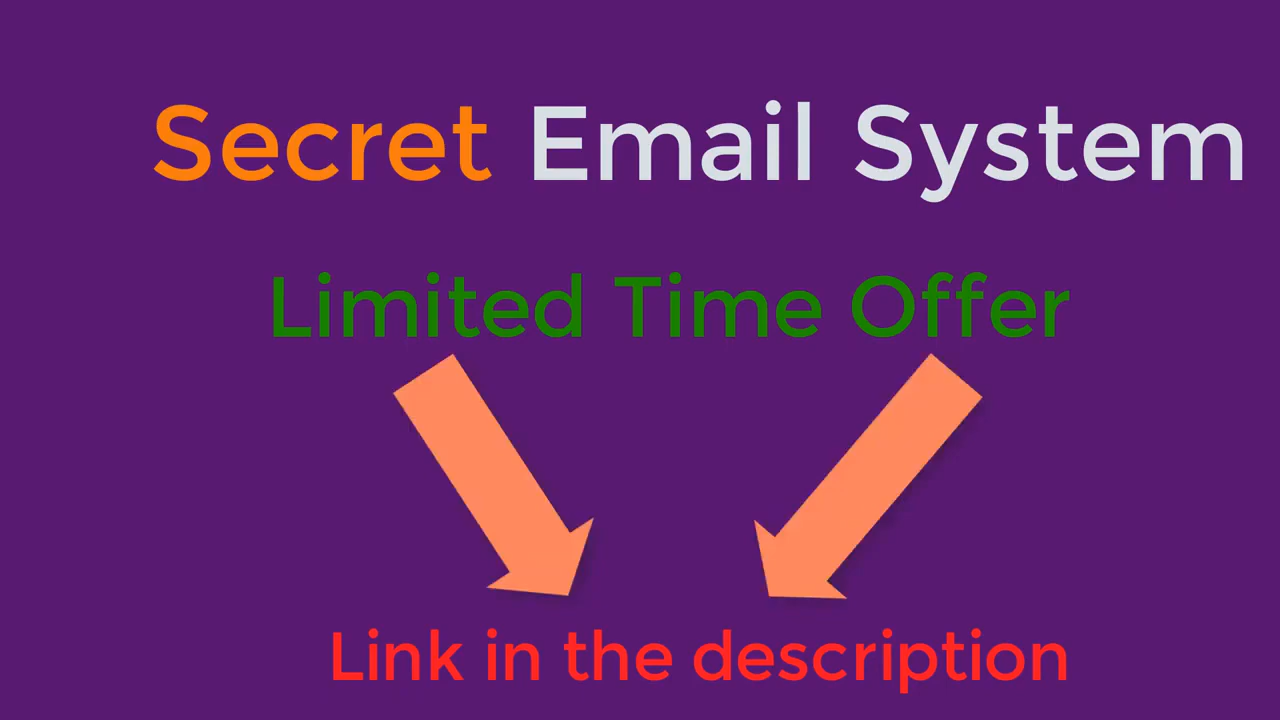 Secret Email System
Limited Time Offer
Link in the description